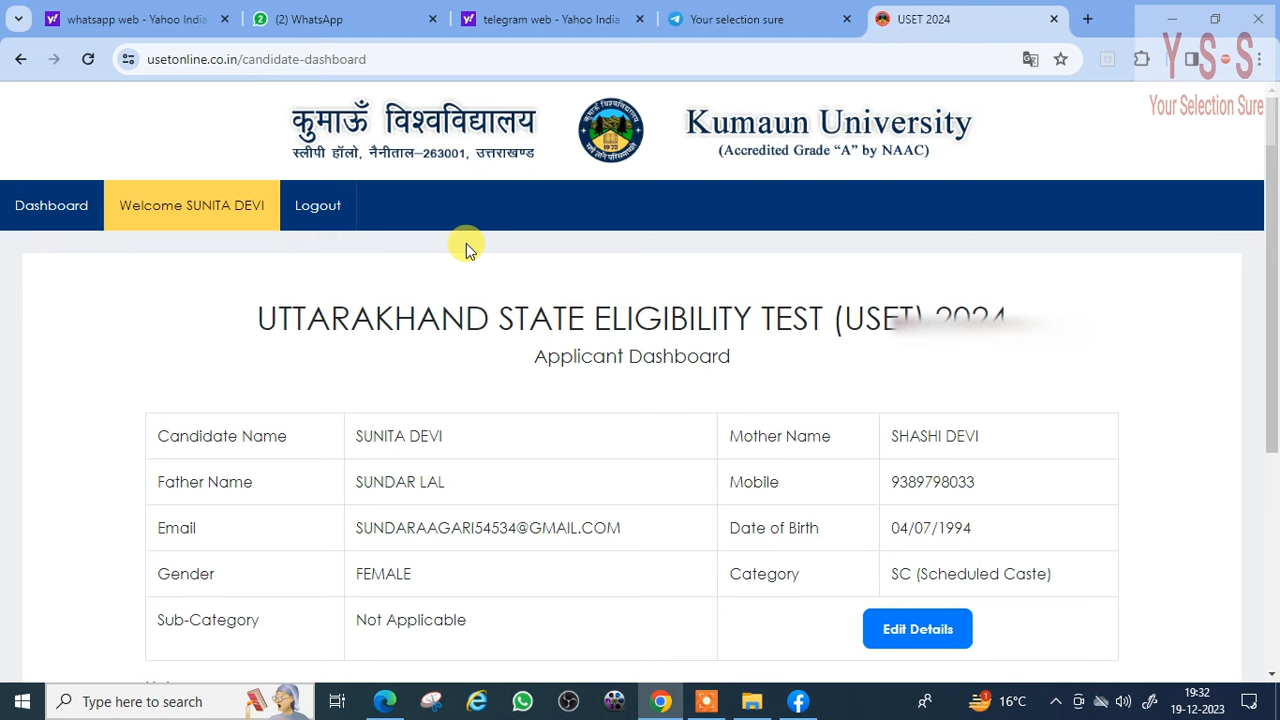 whatsapp web - Yahoo India
(2) WhatsApp
telegram web - Yahoo India
Your selection sure
USET 2024
usetonline.co.in/candidate-dashboard
Y-S-S
Your Selection Sure
कुमाऊँ विश्वविद्यालय
स्लीपी हॉलो, नैनीताल–263001, उत्तराखण्ड
Kumaun University
(Accredited Grade “A” by NAAC)
Dashboard
Welcome SUNITA DEVI
Logout
UTTARAKHAND STATE ELIGIBILITY TEST (USET) 2024
Applicant Dashboard
Candidate Name SUNITA DEVI Mother Name SHASHI DEVI
Father Name SUNDAR LAL Mobile 9389798033
Email SUNDARAAGARI54534@GMAIL.COM Date of Birth 04/07/1994
Gender FEMALE Category SC (Scheduled Caste)
Sub-Category Not Applicable
Edit Details
Type here to search
1
16°C
19:32
19-12-2023